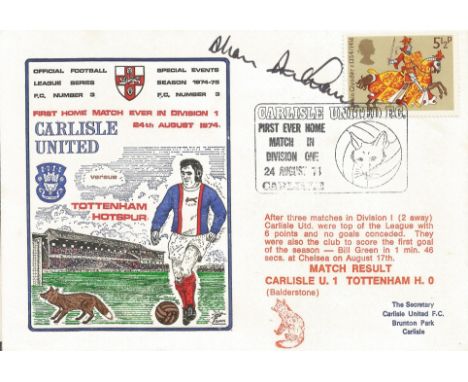 OFFICIAL FOOTBALL
LEAGUE SERIES
F.C. NUMBER 3
SPECIAL EVENTS
SEASON 1974-75
F.C. NUMBER 3
FIRST HOME MATCH EVER IN DIVISION 1
24th AUGUST 1974.
CARLISLE
UNITED
versus
TOTTENHAM
HOTSPUR
5½P
CARLISLE UNITED F.C.
FIRST EVER HOME
MATCH IN
DIVISION ONE
24 AUGUST 74
CARLISLE
After three matches in Division I (2 away)
Carlisle Utd. were top of the League with
6 points and no goals conceded. They
were also the club to score the first goal
of the season — Bill Green in 1 min. 46
secs. at Chelsea on August 17th.
MATCH RESULT
CARLISLE U. 1 TOTTENHAM H. 0
(Balderstone)
The Secretary
Carlisle United F.C.
Brunton Park
Carlisle